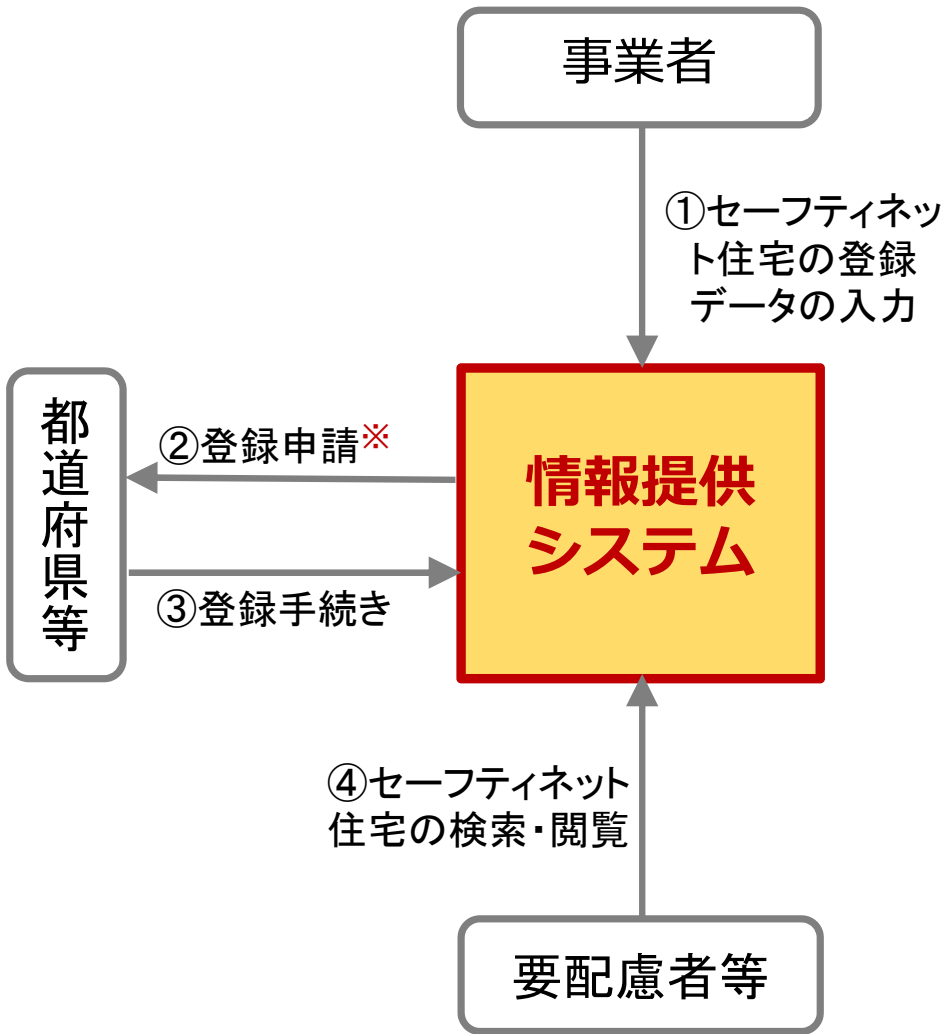 事業者
①セーフティネッ
ト住宅の登録
データの入力
都道府県等
②登録申請※
情報提供
システム
③登録手続き
④セーフティネット
住宅の検索・閲覧
要配慮者等